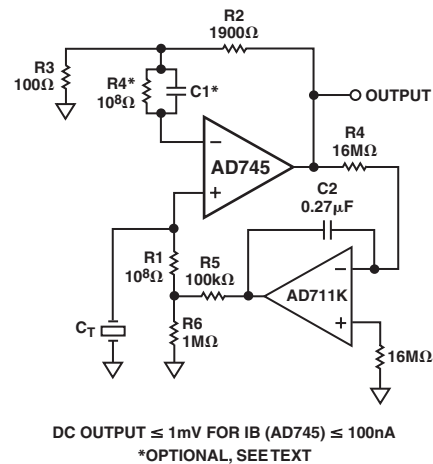 R2
1900Ω
R3
100Ω
R4*
10⁸Ω
C1*
OUTPUT
−
+
AD745
R4
16MΩ
C2
0.27μF
R1
10⁸Ω
R5
100kΩ
−
+
AD711K
CT
R6
1MΩ
16MΩ
DC OUTPUT ≤ 1mV FOR IB (AD745) ≤ 100nA
*OPTIONAL, SEE TEXT